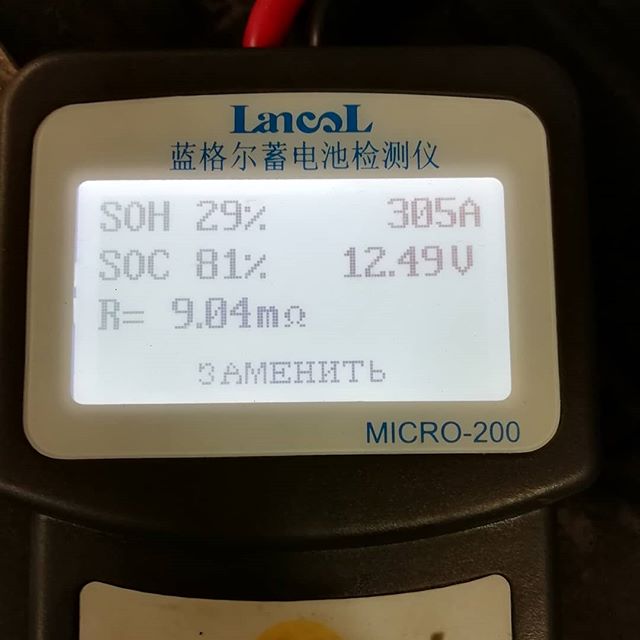 LancoL
蓝格尔蓄电池检测仪
SOH 29% 305A
SOC 81% 12.49V
R= 9.04mΩ
ЗАМЕНИТЬ
MICRO-200